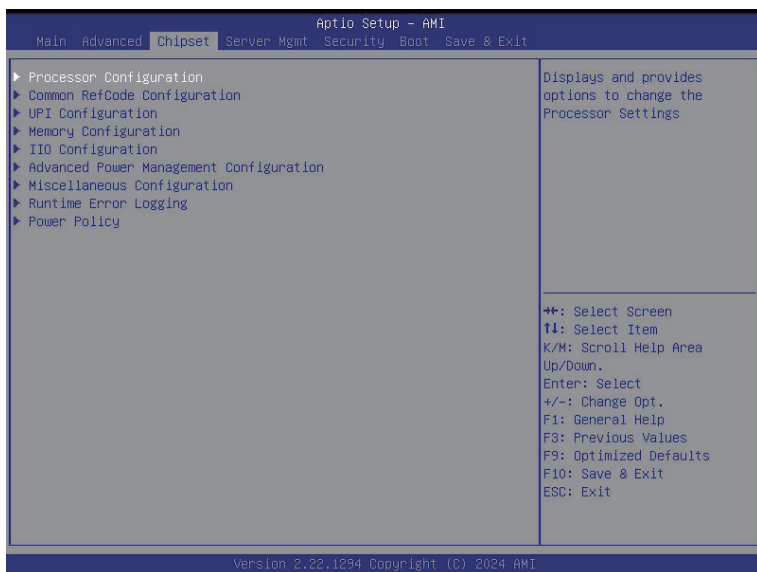 Aptio Setup – AMI
Main Advanced Chipset Server Mgmt Security Boot Save & Exit
▶ Processor Configuration
▶ Common RefCode Configuration
▶ UPI Configuration
▶ Memory Configuration
▶ IIO Configuration
▶ Advanced Power Management Configuration
▶ Miscellaneous Configuration
▶ Runtime Error Logging
▶ Power Policy
Displays and provides
options to change the
Processor Settings
→←: Select Screen
↑↓: Select Item
K/M: Scroll Help Area
Up/Down.
Enter: Select
+/-: Change Opt.
F1: General Help
F3: Previous Values
F9: Optimized Defaults
F10: Save & Exit
ESC: Exit
Version 2.22.1294 Copyright (C) 2024 AMI